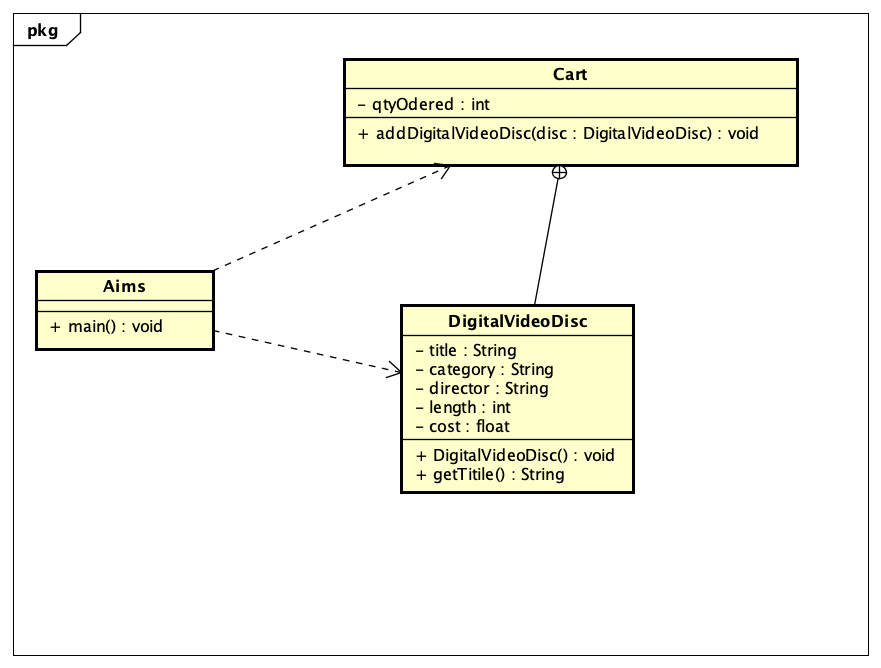 pkg
Cart
- qtyOdered : int
+ addDigitalVideoDisc(disc : DigitalVideoDisc) : void
Aims
+ main() : void
DigitalVideoDisc
- title : String
- category : String
- director : String
- length : int
- cost : float
+ DigitalVideoDisc() : void
+ getTitile() : String